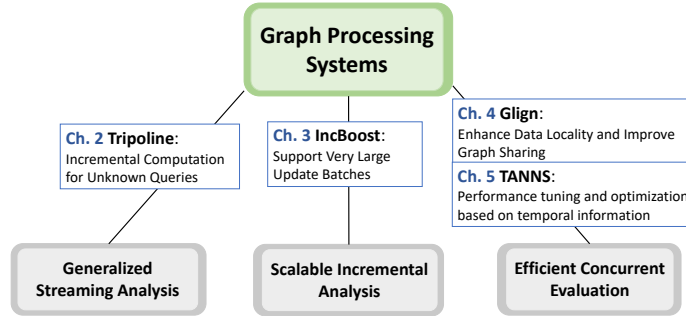 Graph Processing
Systems
Ch. 2 Tripoline:
Incremental Computation
for Unknown Queries
Ch. 3 IncBoost:
Support Very Large
Update Batches
Ch. 4 Glign:
Enhance Data Locality and Improve
Graph Sharing
Ch. 5 TANNS:
Performance tuning and optimization
based on temporal information
Generalized
Streaming Analysis
Scalable Incremental
Analysis
Efficient Concurrent
Evaluation